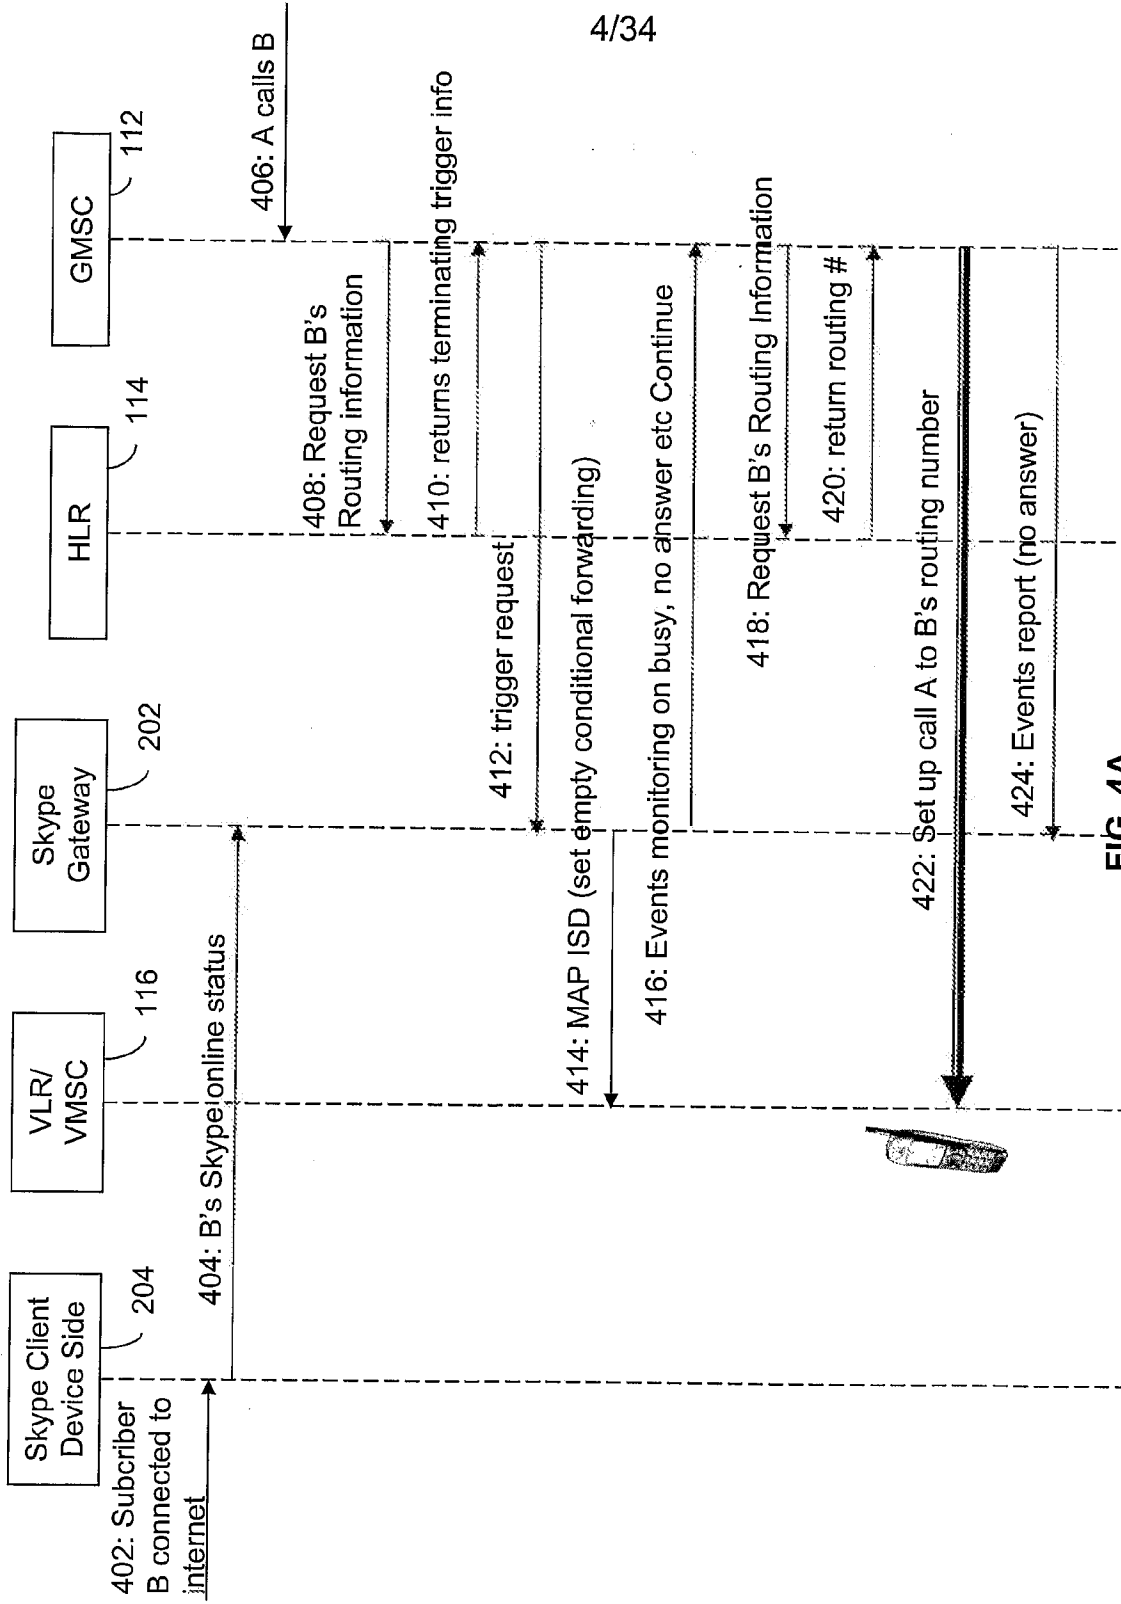 4/34
Skype Client
Device Side
204
VLR/
VMSC
116
Skype
Gateway
202
HLR
114
GMSC
112
402: Subcriber
B connected to
internet
404: B's Skype online status
406: A calls B
408: Request B's
Routing information
410: returns terminating trigger info
412: trigger request
414: MAP ISD (set empty conditional forwarding)
416: Events monitoring on busy, no answer etc Continue
418: Request B's Routing Information
420: return routing #
422: Set up call A to B's routing number
424: Events report (no answer)
FIG. 4A